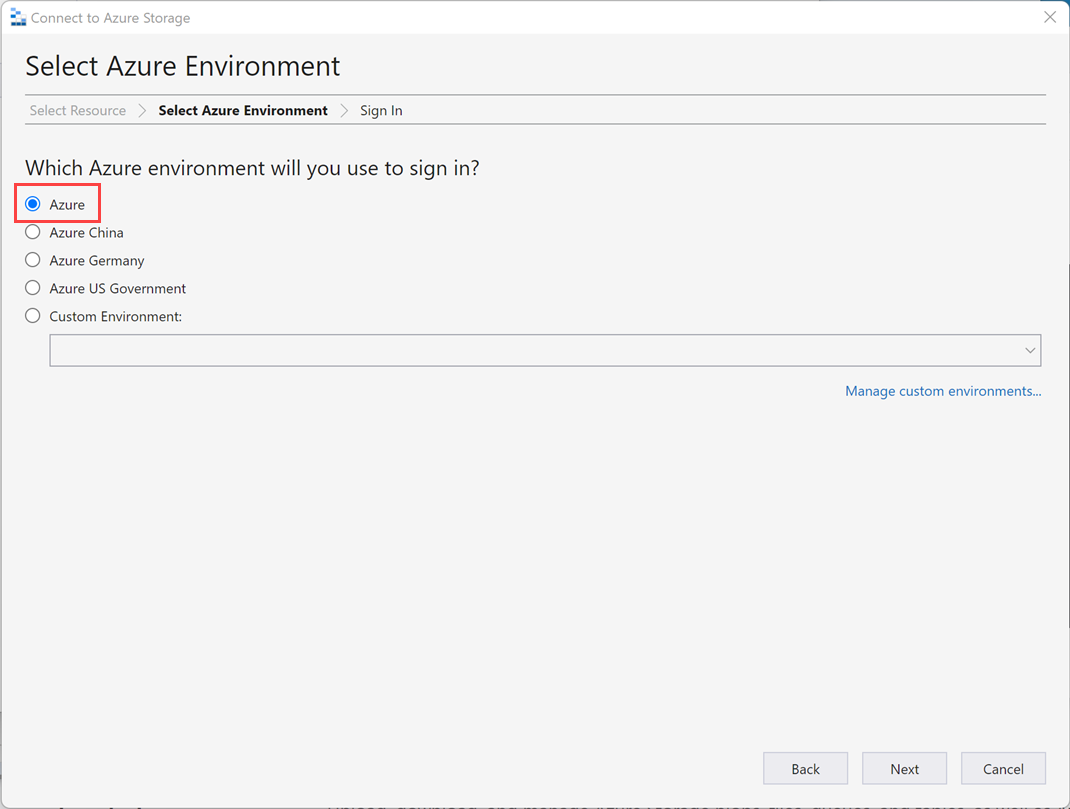 Connect to Azure Storage
Select Azure Environment
Select Resource
Select Azure Environment
Sign In
Which Azure environment will you use to sign in?
Azure
Azure China
Azure Germany
Azure US Government
Custom Environment:
Manage custom environments...
Back
Next
Cancel